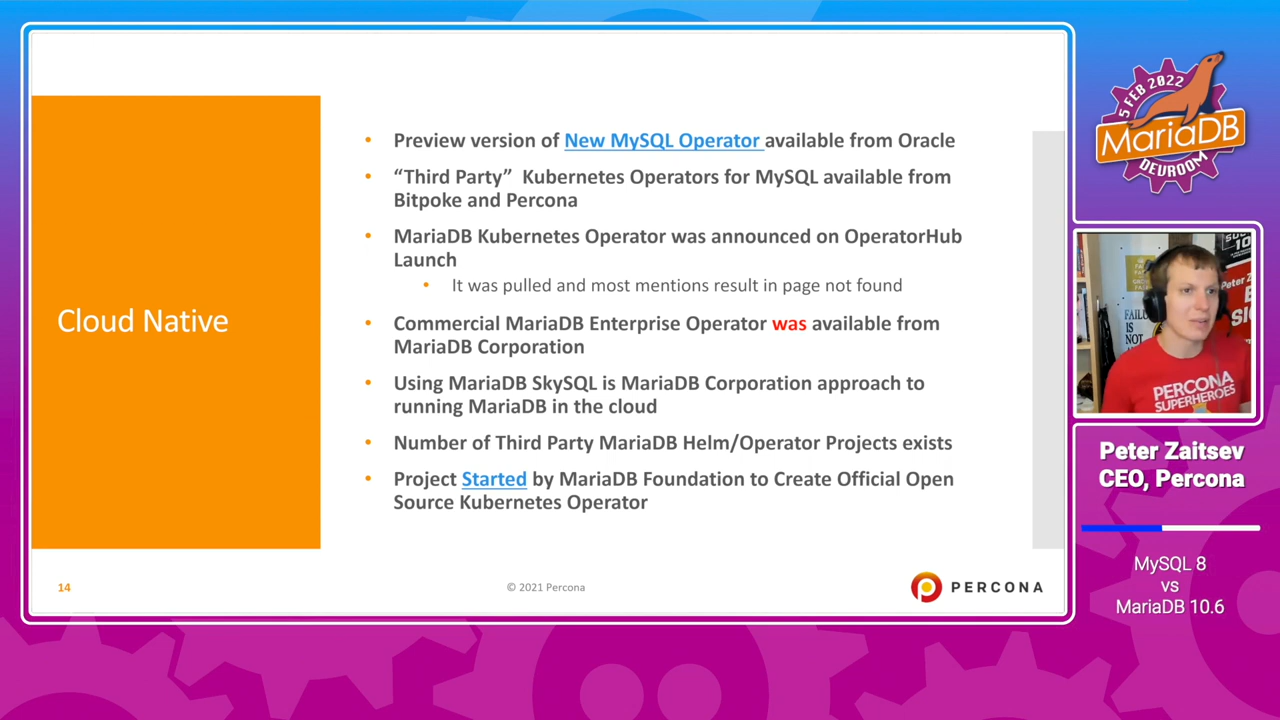 Cloud Native
• Preview version of New MySQL Operator available from Oracle
• “Third Party” Kubernetes Operators for MySQL available from
Bitpoke and Percona
• MariaDB Kubernetes Operator was announced on OperatorHub
Launch
• It was pulled and most mentions result in page not found
• Commercial MariaDB Enterprise Operator was available from
MariaDB Corporation
• Using MariaDB SkySQL is MariaDB Corporation approach to
running MariaDB in the cloud
• Number of Third Party MariaDB Helm/Operator Projects exists
• Project Started by MariaDB Foundation to Create Official Open
Source Kubernetes Operator
14
© 2021 Percona
PERCONA
5 FEB 2022
MariaDB
DEVROOM
PERCONA
SUPERHEROES
Peter Zaitsev
CEO, Percona
MySQL 8
vs
MariaDB 10.6